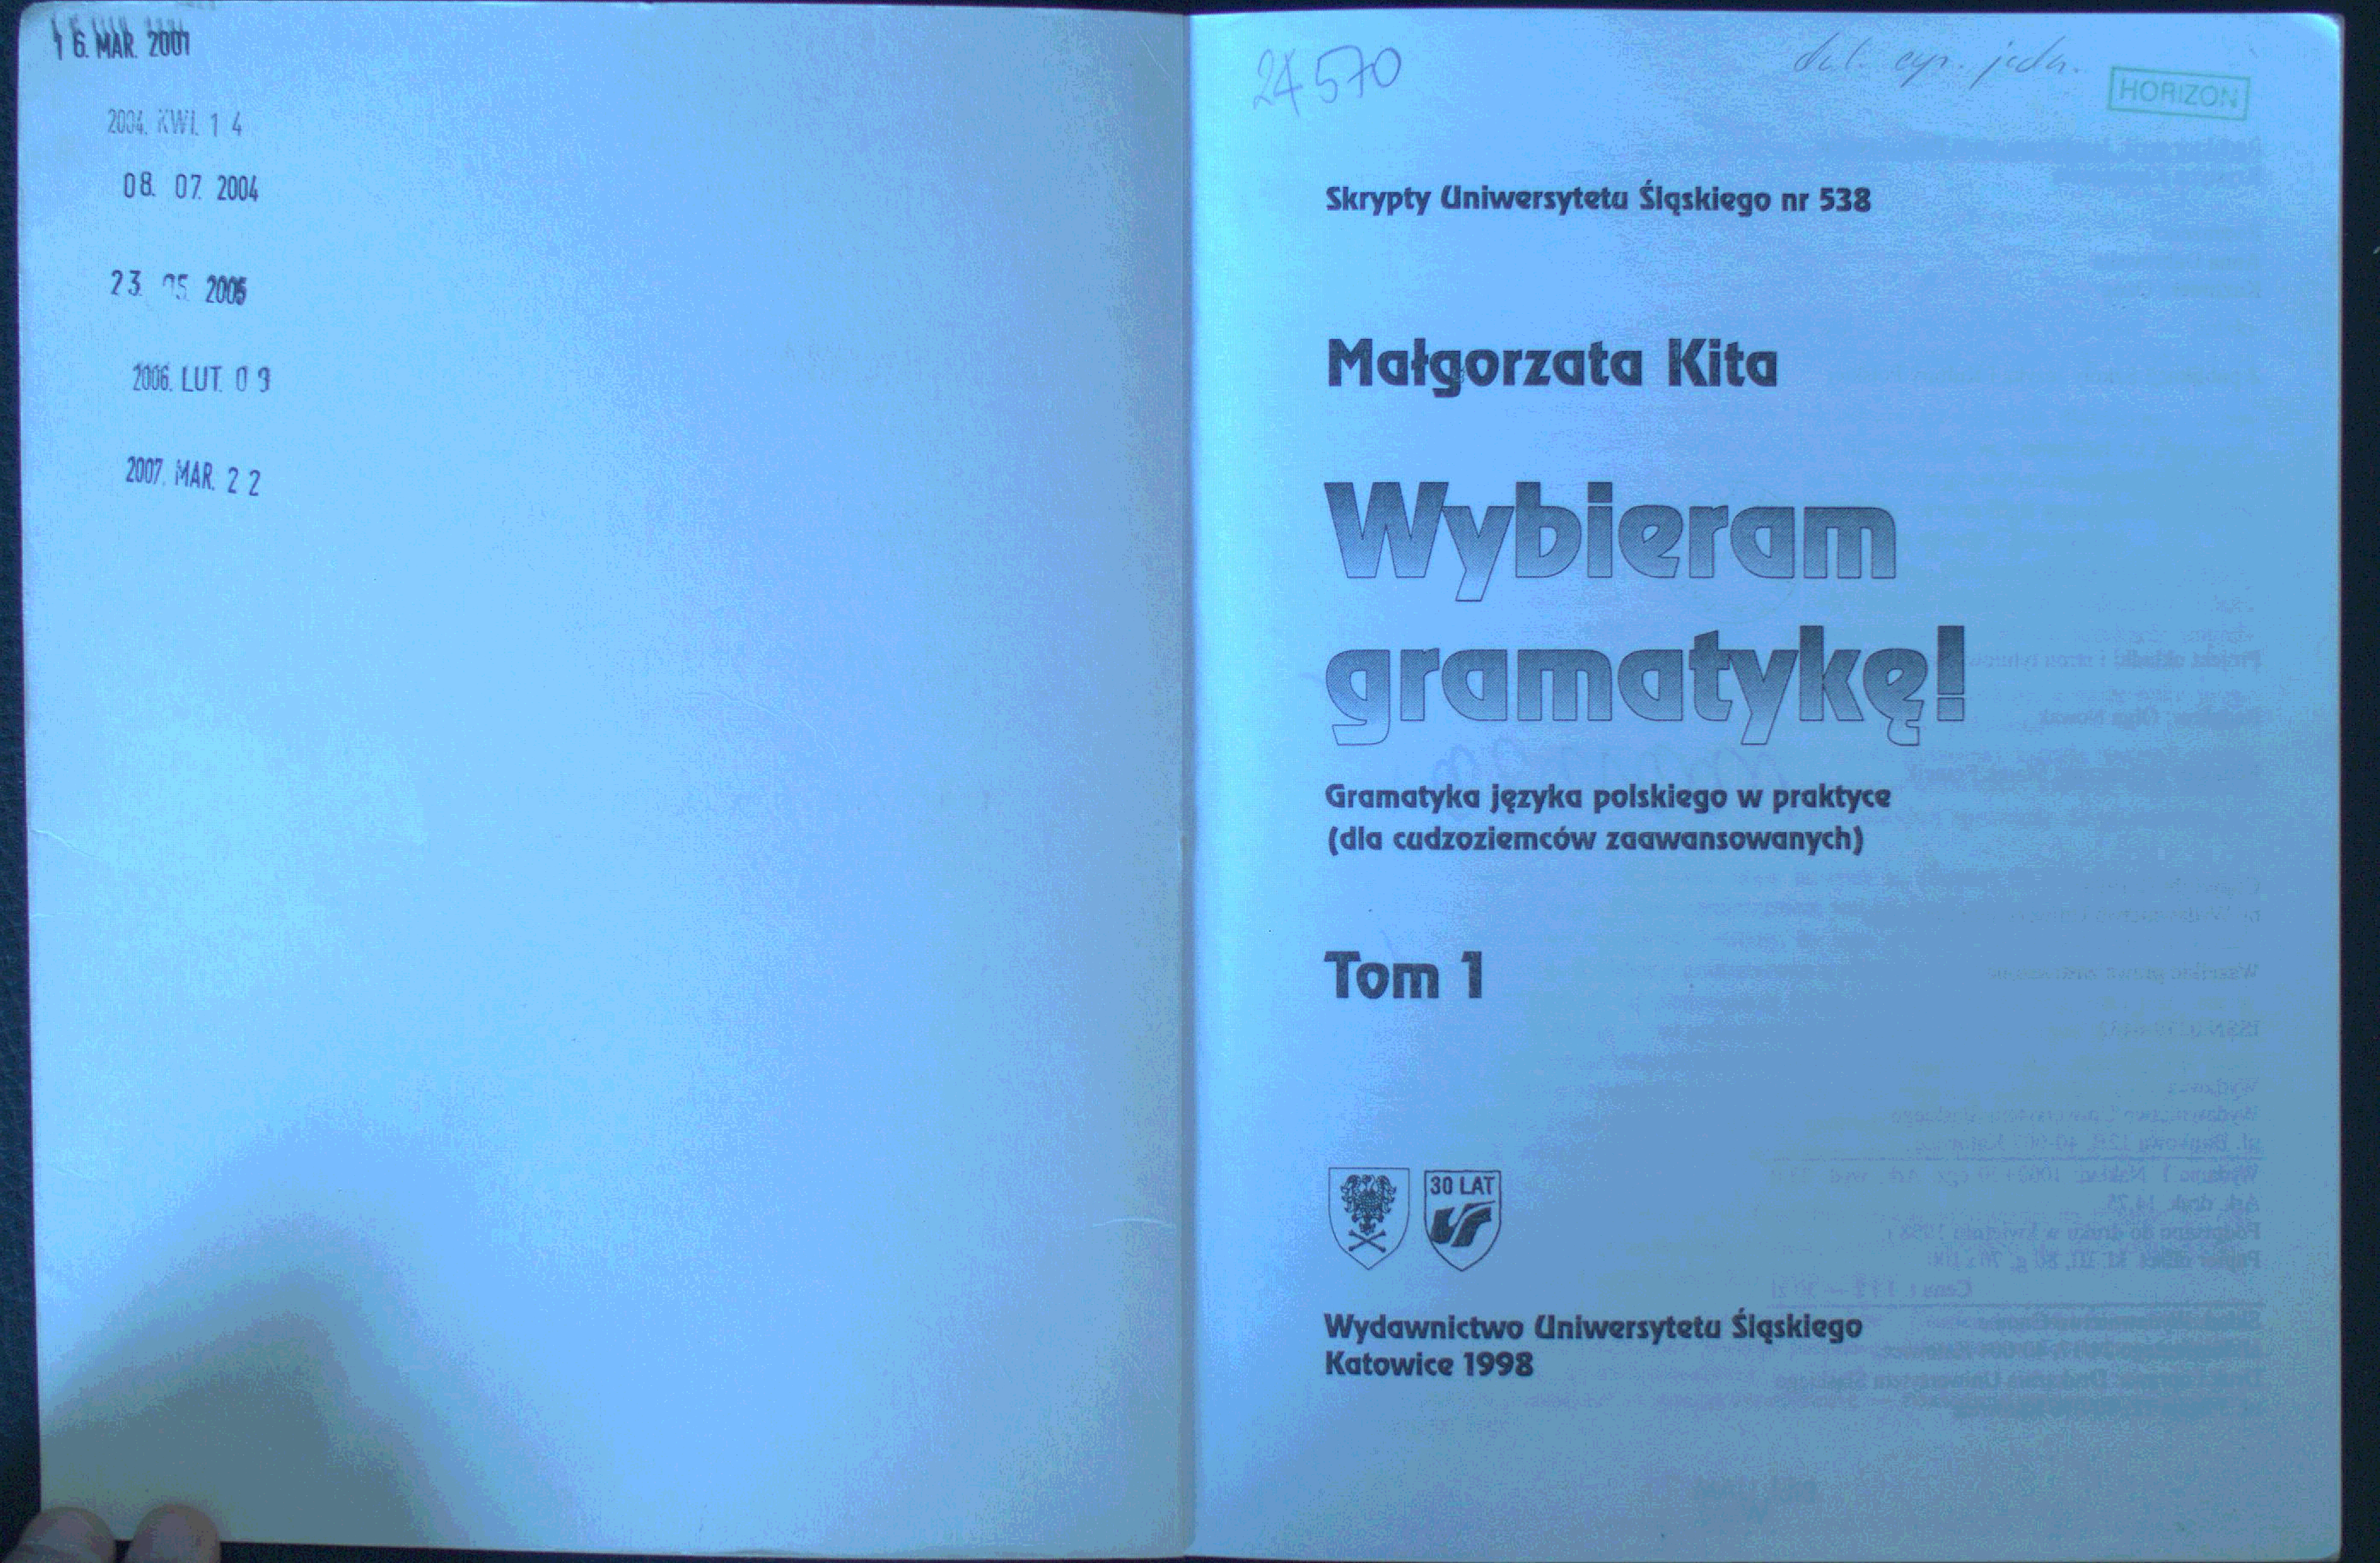 16. MAR. 2001
2004. KWI. 1 4
08. 07. 2004
23. 05. 2005
2006. LUT. 0 9
2007. MAR. 2 2
24570
HORIZON
Skrypty Uniwersytetu Śląskiego nr 538
Małgorzata Kita
Wybieram
gramatykę!
Gramatyka języka polskiego w praktyce
(dla cudzoziemców zaawansowanych)
Tom 1
30 LAT
Wydawnictwo Uniwersytetu Śląskiego
Katowice 1998